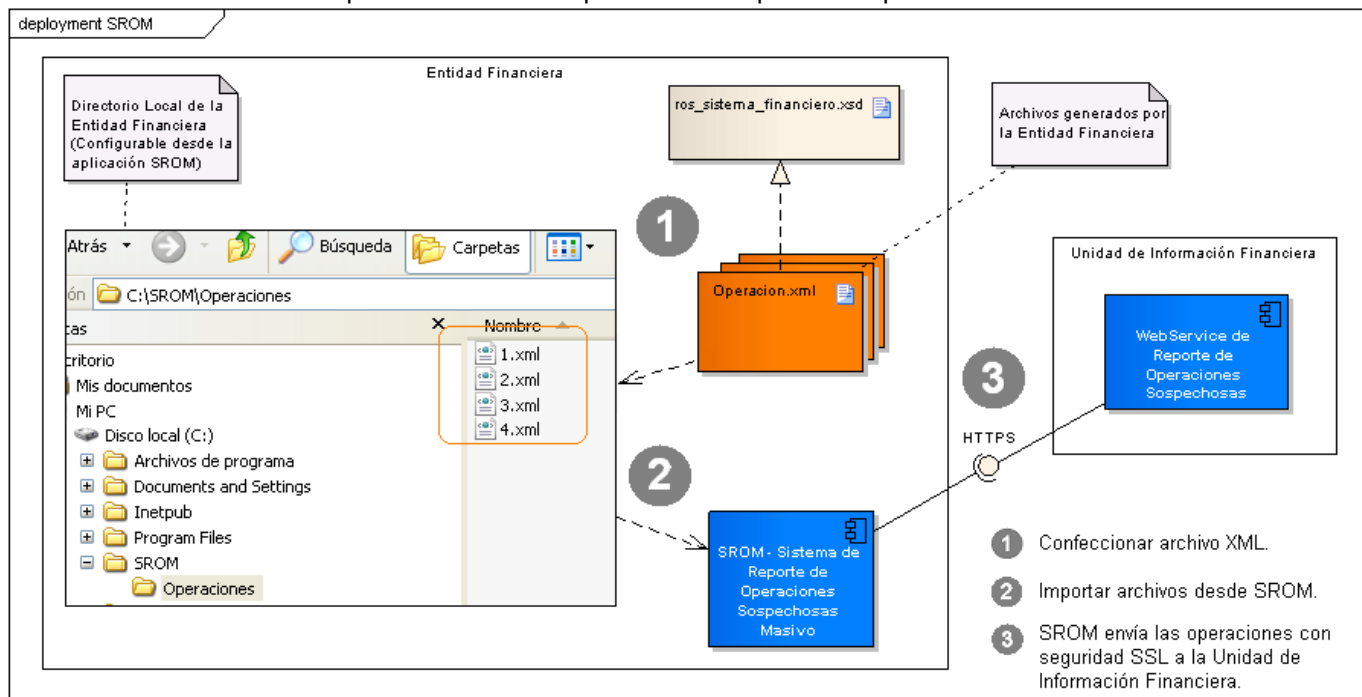 deployment SROM
Entidad Financiera
Directorio Local de la
Entidad Financiera
(Configurable desde la
aplicación SROM)
ros_sistema_financiero.xsd
Archivos generados por
la Entidad Financiera
1
Atrás
Búsqueda
Carpetas
ón
C:\SROM\Operaciones
cas
X
Nombre
critorio
Mis documentos
Mi PC
Disco local (C:)
Archivos de programa
Documents and Settings
Inetpub
Program Files
SROM
Operaciones
1.xml
2.xml
3.xml
4.xml
Operacion.xml
Unidad de Información Financiera
WebService de
Reporte de
Operaciones
Sospechosas
3
HTTPS
2
SROM - Sistema de
Reporte de
Operaciones
Sospechosas
Masivo
1 Confeccionar archivo XML.
2 Importar archivos desde SROM.
3 SROM envía las operaciones con
seguridad SSL a la Unidad de
Información Financiera.